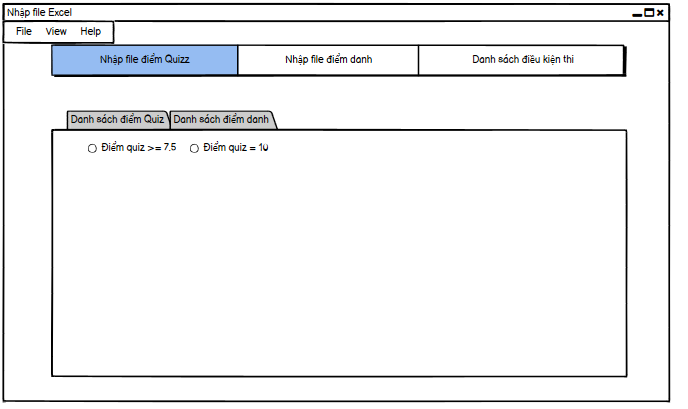 Nhập file Excel
File View Help
Nhập file điểm Quizz Nhập file điểm danh Danh sách điều kiện thi
Danh sách điểm Quiz Danh sách điểm danh
Điểm quiz >= 7,5 Điểm quiz = 10